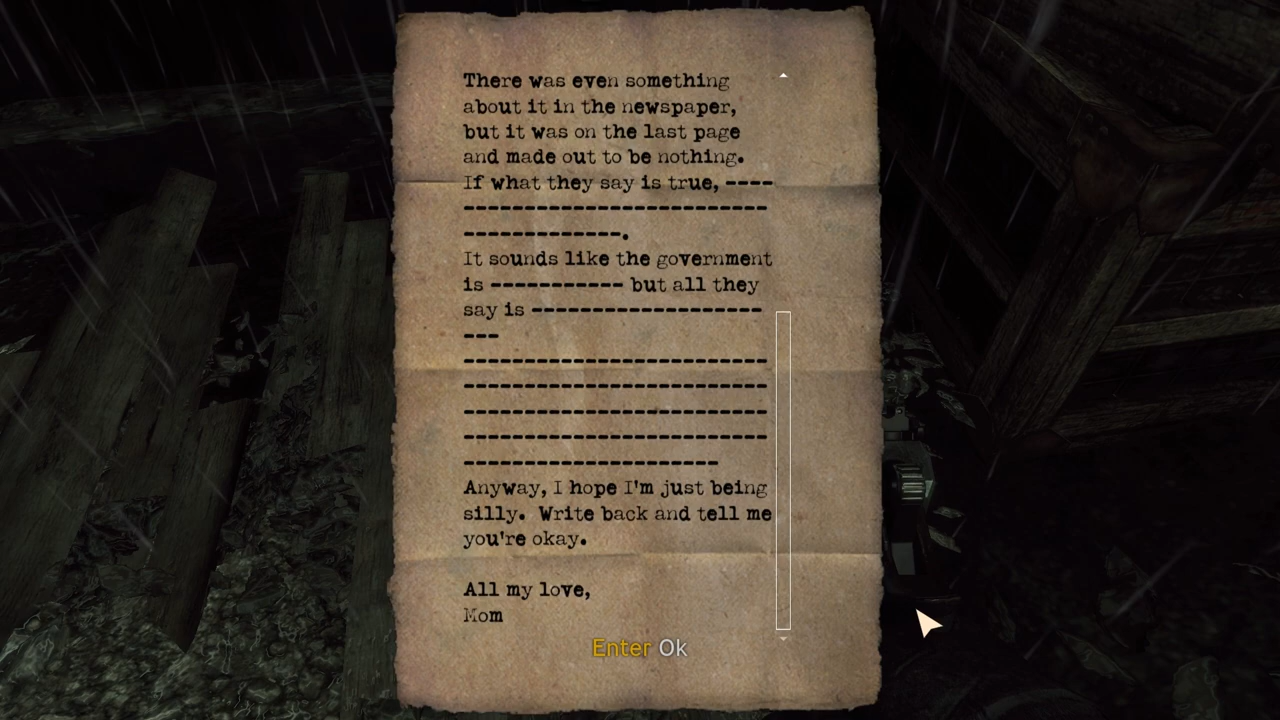 There was even something
about it in the newspaper,
but it was on the last page
and made out to be nothing.
If what they say is true, ----
-------------------------
-------------.
It sounds like the government
is ----------- but all they
say is -------------------
---
-------------------------
-------------------------
-------------------------
-------------------------
---------------------
Anyway, I hope I'm just being
silly. Write back and tell me
you're okay.
All my love,
Mom
Enter Ok